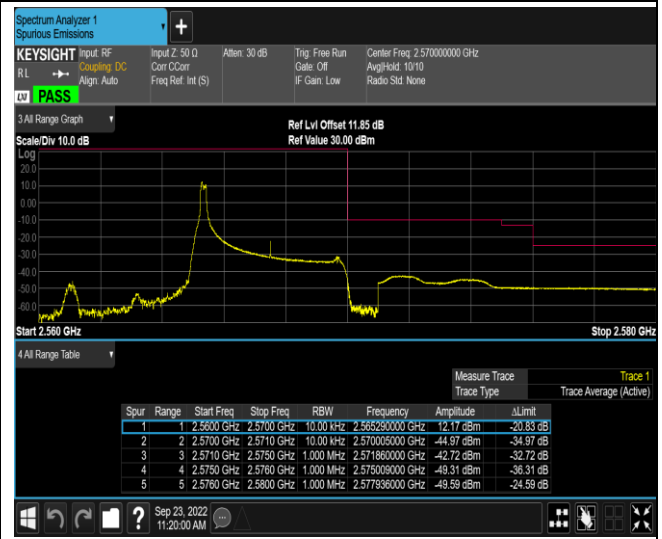 Spectrum Analyzer 1
Spurious Emissions
+
KEYSIGHT Input: RF Input Z: 50 Ω Atten: 30 dB Trig: Free Run Center Freq: 2.570000000 GHz
R L Coupling: DC Corr CCorr Gate: Off Avg|Hold: 10/10
Align: Auto Freq Ref: Int (S) IF Gain: Low Radio Std: None
LXI PASS
3 All Range Graph
Ref Lvl Offset 11.85 dB
Scale/Div 10.0 dB Ref Value 30.00 dBm
Log
20.0
10.0
0.00
-10.0
-20.0
-30.0
-40.0
-50.0
-60.0
Start 2.560 GHz Stop 2.580 GHz
4 All Range Table
Measure Trace Trace 1
Trace Type Trace Average (Active)
Spur Range Start Freq Stop Freq RBW Frequency Amplitude ΔLimit
1 1 2.5600 GHz 2.5700 GHz 10.00 kHz 2.565290000 GHz 12.17 dBm -20.83 dB
2 2 2.5700 GHz 2.5710 GHz 10.00 kHz 2.570005000 GHz -44.97 dBm -34.97 dB
3 3 2.5710 GHz 2.5750 GHz 1.000 MHz 2.571860000 GHz -42.72 dBm -32.72 dB
4 4 2.5750 GHz 2.5760 GHz 1.000 MHz 2.575009000 GHz -49.31 dBm -36.31 dB
5 5 2.5760 GHz 2.5800 GHz 1.000 MHz 2.577936000 GHz -49.59 dBm -24.59 dB
? Sep 23, 2022
11:20:00 AM